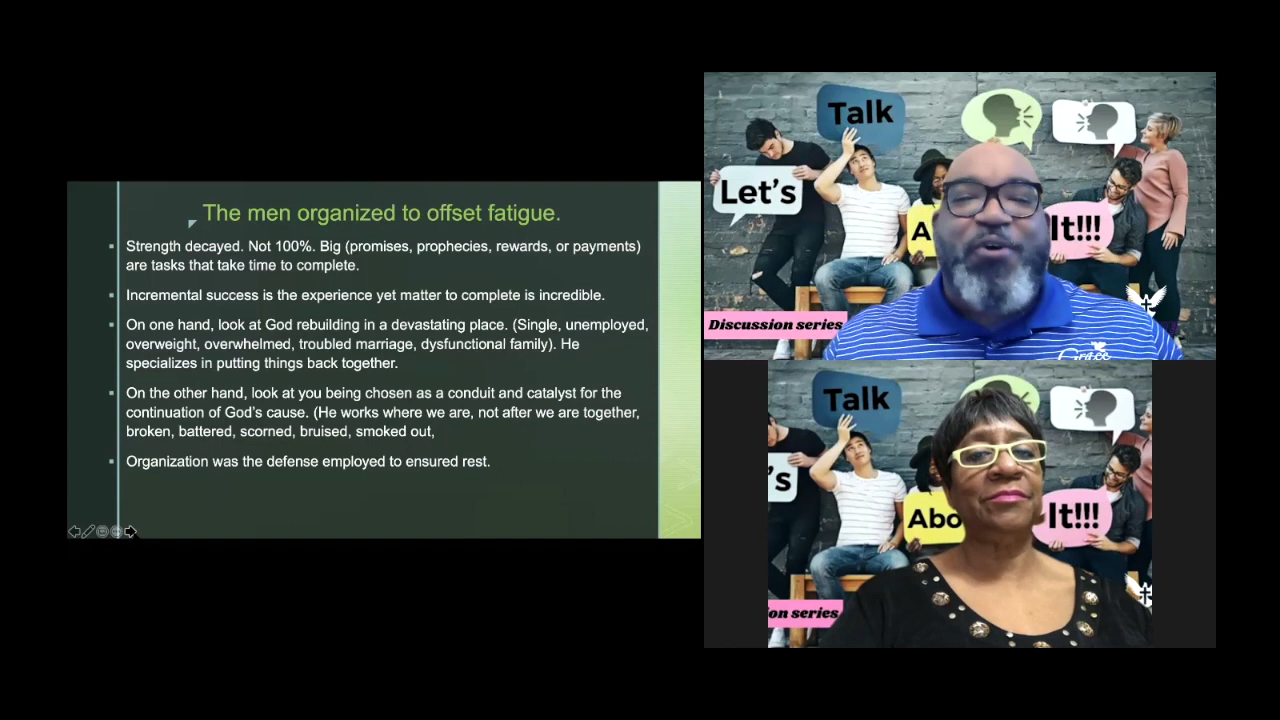 The men organized to offset fatigue.
Strength decayed. Not 100%. Big (promises, prophecies, rewards, or payments)
are tasks that take time to complete.
Incremental success is the experience yet matter to complete is incredible.
On one hand, look at God rebuilding in a devastating place. (Single, unemployed,
overweight, overwhelmed, troubled marriage, dysfunctional family). He
specializes in putting things back together.
On the other hand, look at you being chosen as a conduit and catalyst for the
continuation of God’s cause. (He works where we are, not after we are together,
broken, battered, scorned, bruised, smoked out,
Organization was the defense employed to ensured rest.
Talk
Let’s
A
It!!!
Discussion series
Grace
Talk
’s
Abo
It!!!
ion series